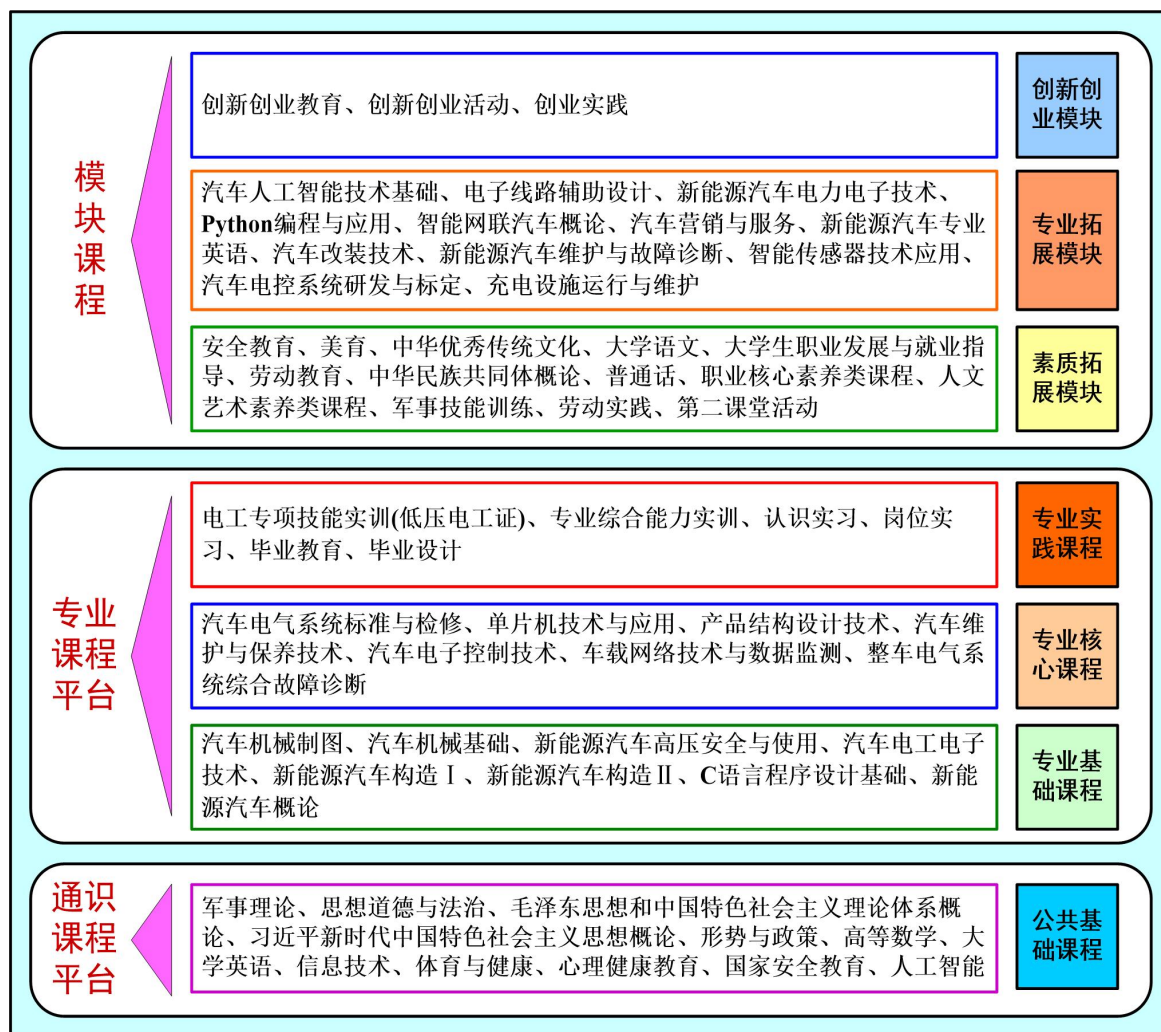 模
块
课
程
创新创业教育、创新创业活动、创业实践
创新创
业模块
汽车人工智能技术基础、电子线路辅助设计、新能源汽车电力电子技术、
Python编程与应用、智能网联汽车概论、汽车营销与服务、新能源汽车专业
英语、汽车改装技术、新能源汽车维护与故障诊断、智能传感器技术应用、
汽车电控系统研发与标定、充电设施运行与维护
专业拓
展模块
安全教育、美育、中华优秀传统文化、大学语文、大学生职业发展与就业指
导、劳动教育、中华民族共同体概论、普通话、职业核心素养类课程、人文
艺术素养类课程、军事技能训练、劳动实践、第二课堂活动
素质拓
展模块
专业
课程
平台
电工专项技能实训(低压电工证)、专业综合能力实训、认识实习、岗位实
习、毕业教育、毕业设计
专业实
践课程
汽车电气系统标准与检修、单片机技术与应用、产品结构设计技术、汽车维
护与保养技术、汽车电子控制技术、车载网络技术与数据监测、整车电气系
统综合故障诊断
专业核
心课程
汽车机械制图、汽车机械基础、新能源汽车高压安全与使用、汽车电工电子
技术、新能源汽车构造Ⅰ、新能源汽车构造Ⅱ、C语言程序设计基础、新能
源汽车概论
专业基
础课程
通识
课程
平台
军事理论、思想道德与法治、毛泽东思想和中国特色社会主义理论体系概
论、习近平新时代中国特色社会主义思想概论、形势与政策、高等数学、大
学英语、信息技术、体育与健康、心理健康教育、国家安全教育、人工智能
公共基
础课程